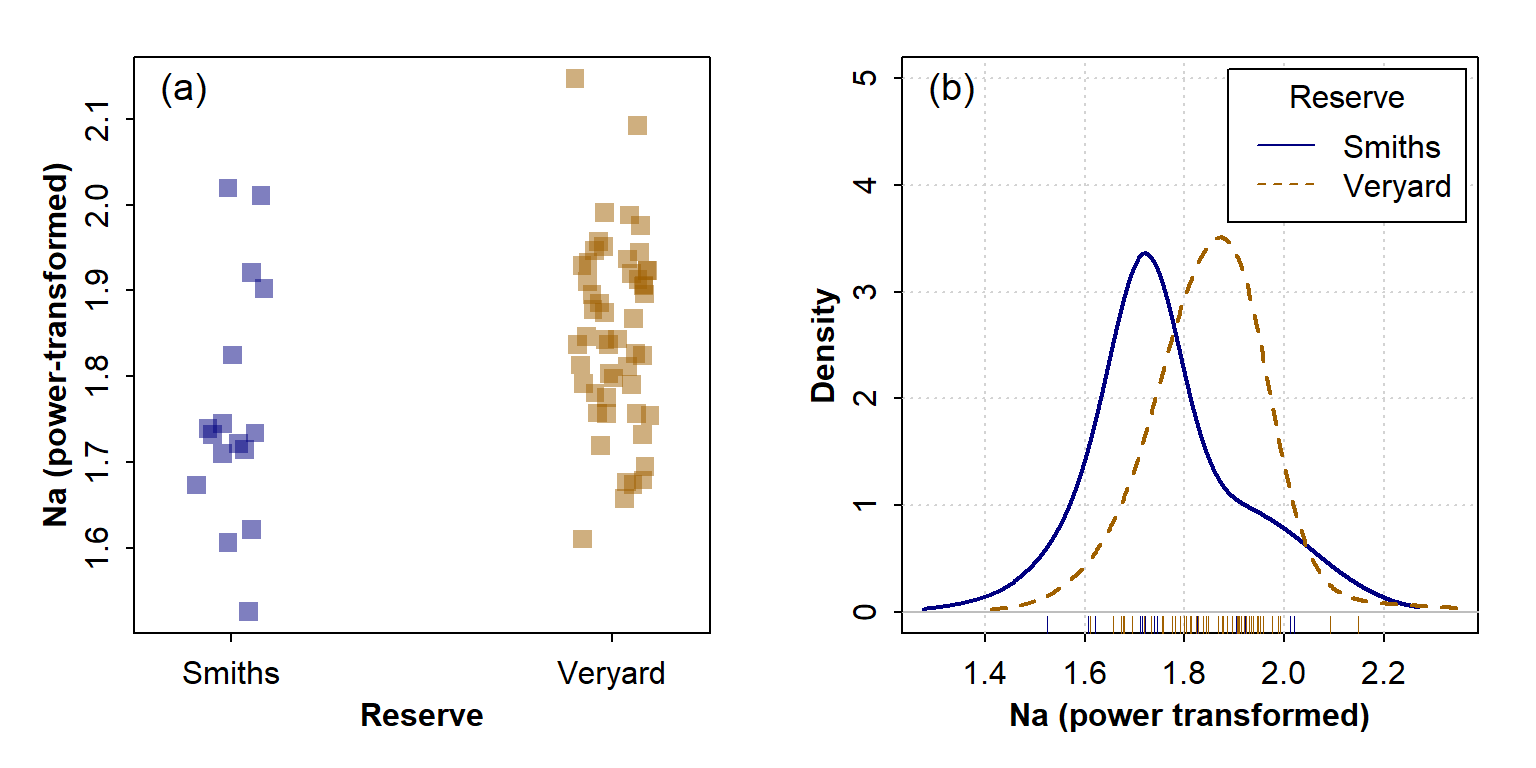 (a)
Na (power-transformed)
2.1
2.0
1.9
1.8
1.7
1.6
Smiths
Veryard
Reserve
(b)
Reserve
Smiths
Veryard
Density
5
4
3
2
1
0
1.4 1.6 1.8 2.0 2.2
Na (power transformed)